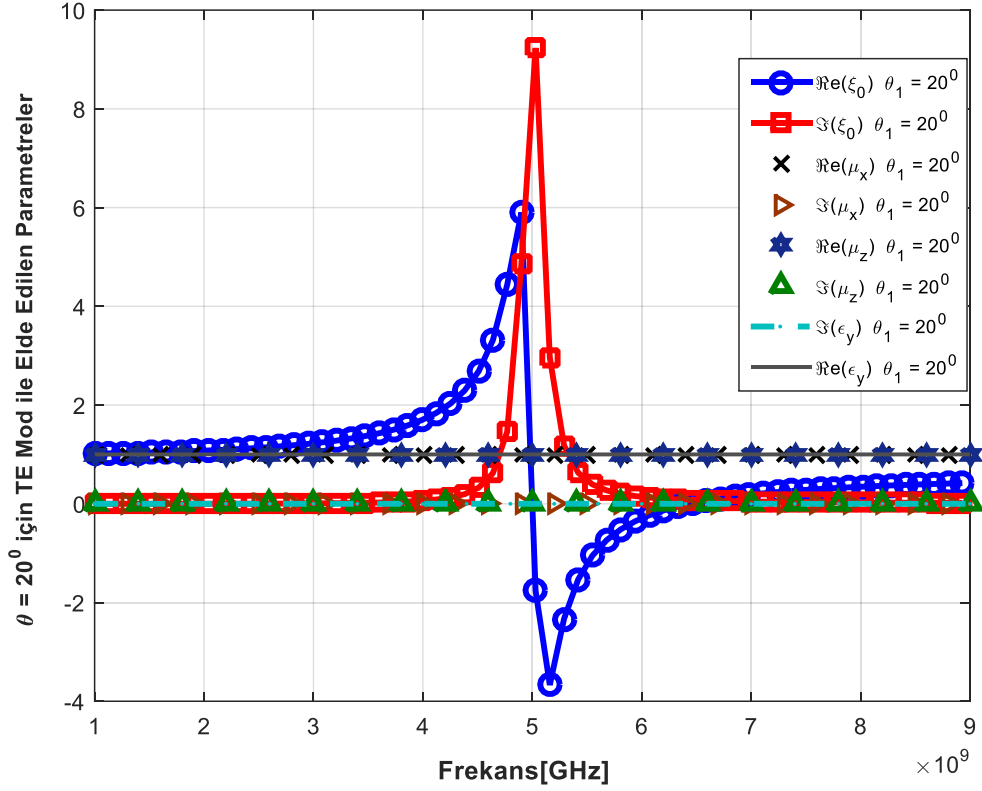 θ = 20⁰ için TE Mod ile Elde Edilen Parametreler
10
8
6
4
2
0
-2
-4
1 2 3 4 5 6 7 8 9
×10⁹
Frekans[GHz]
ℜe(ξ₀) θ₁ = 20⁰
ℑ(ξ₀) θ₁ = 20⁰
ℜe(μₓ) θ₁ = 20⁰
ℑ(μₓ) θ₁ = 20⁰
ℜe(μ_z) θ₁ = 20⁰
ℑ(μ_z) θ₁ = 20⁰
ℑ(ϵ_y) θ₁ = 20⁰
ℜe(ϵ_y) θ₁ = 20⁰